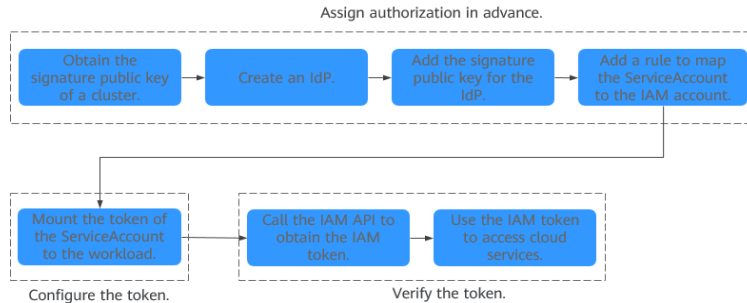 Assign authorization in advance.
Obtain the
signature public key
of a cluster.
Create an IdP.
Add the signature
public key for the
IdP.
Add a rule to map
the ServiceAccount
to the IAM account.
Mount the token of
the ServiceAccount
to the workload.
Call the IAM API to
obtain the IAM
token.
Use the IAM token
to access cloud
services.
Configure the token.
Verify the token.